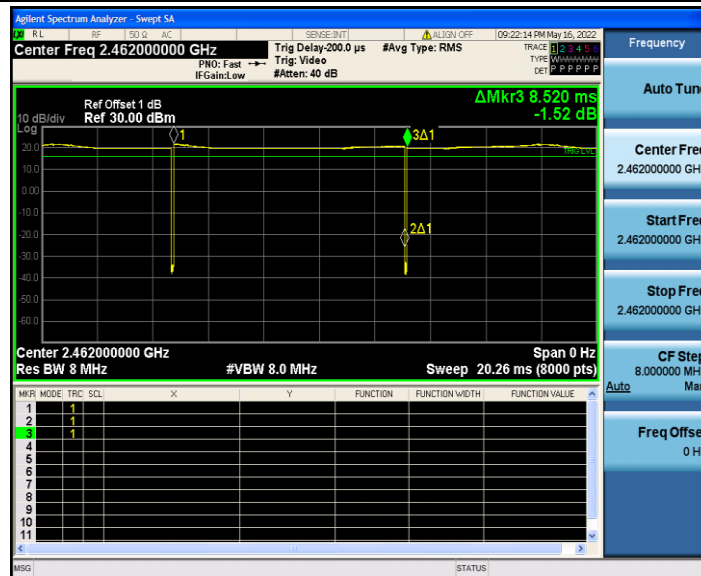 Agilent Spectrum Analyzer - Swept SA
RL RF 50 Ω AC SENSE:INT ALIGN OFF 09:22:14 PM May 16, 2022
Center Freq 2.462000000 GHz
PNO: Fast
IFGain:Low
Trig Delay-200.0 µs
Trig: Video
#Atten: 40 dB
#Avg Type: RMS
TRACE 1 2 3 4 5 6
TYPE WWWWWW
DET P P P P P P
ΔMkr3 8.520 ms
-1.52 dB
Ref Offset 1 dB
10 dB/div Ref 30.00 dBm
Log
1
3Δ1
20.0
TRIG LVL
10.0
0.00
-10.0
2Δ1
-20.0
-30.0
-40.0
-50.0
-60.0
Center 2.462000000 GHz Span 0 Hz
Res BW 8 MHz #VBW 8.0 MHz Sweep 20.26 ms (8000 pts)
MKR MODE TRC SCL X Y FUNCTION FUNCTION WIDTH FUNCTION VALUE
1 1
2 1
3 1
4
5
6
7
8
9
10
11
MSG STATUS
Frequency
Auto Tun
Center Fre
2.462000000 GH
Start Fre
2.462000000 GH
Stop Fre
2.462000000 GH
CF Step
8.000000 MH
Auto Ma
Freq Offse
0 H